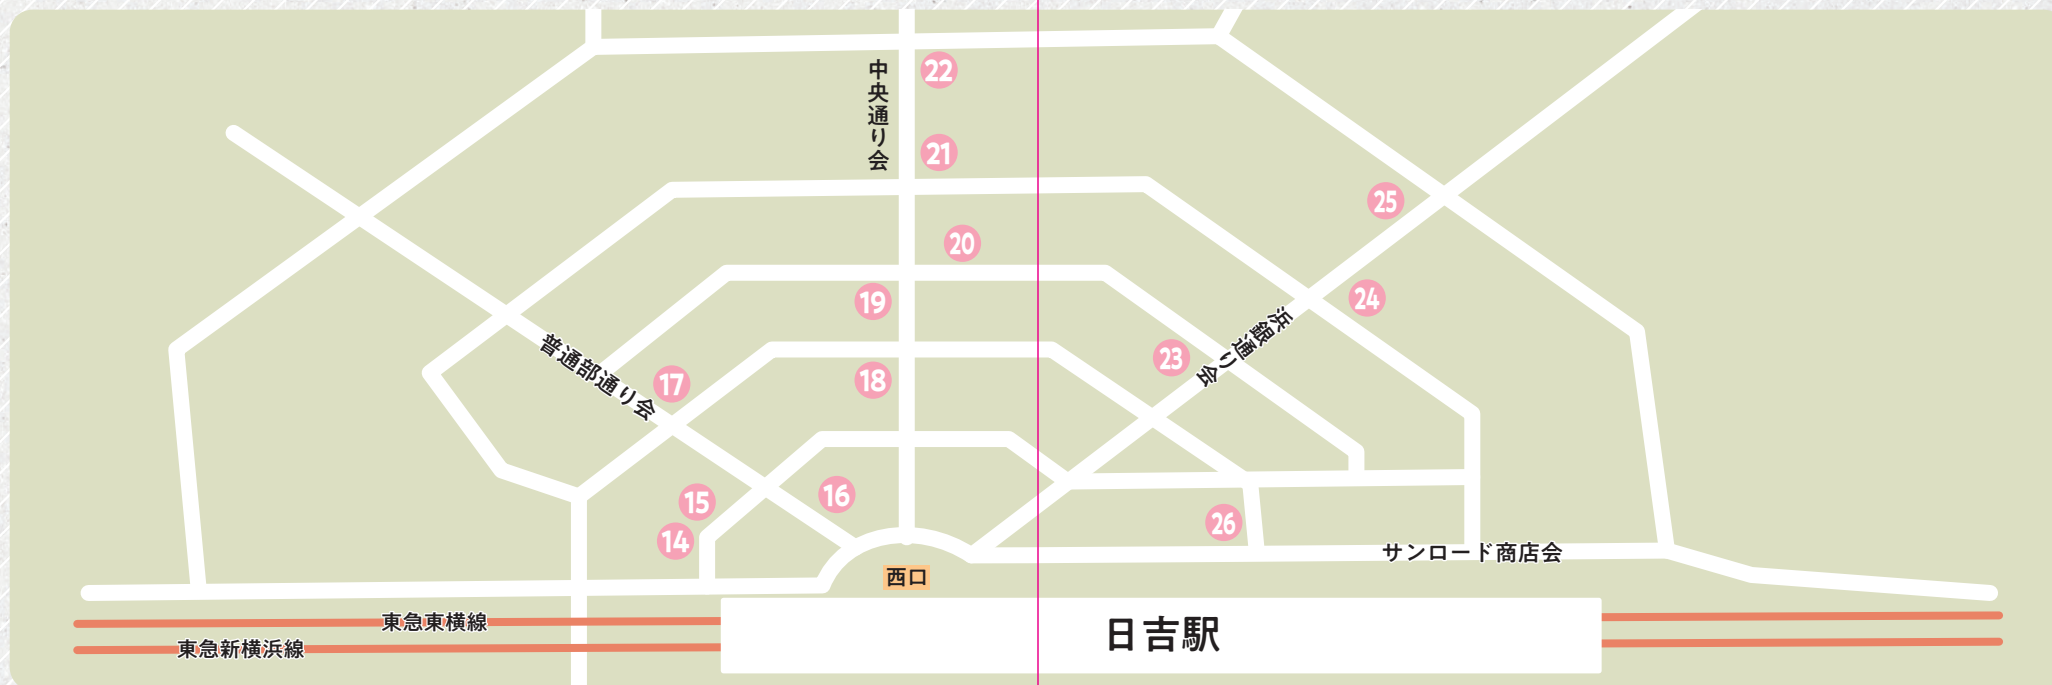 22
中央通り会
21
25
20
19
24
浜銀通り会
23
普通部通り会
17
18
16
15
14
26
サンロード商店会
西口
東急東横線
東急新横浜線
日吉駅